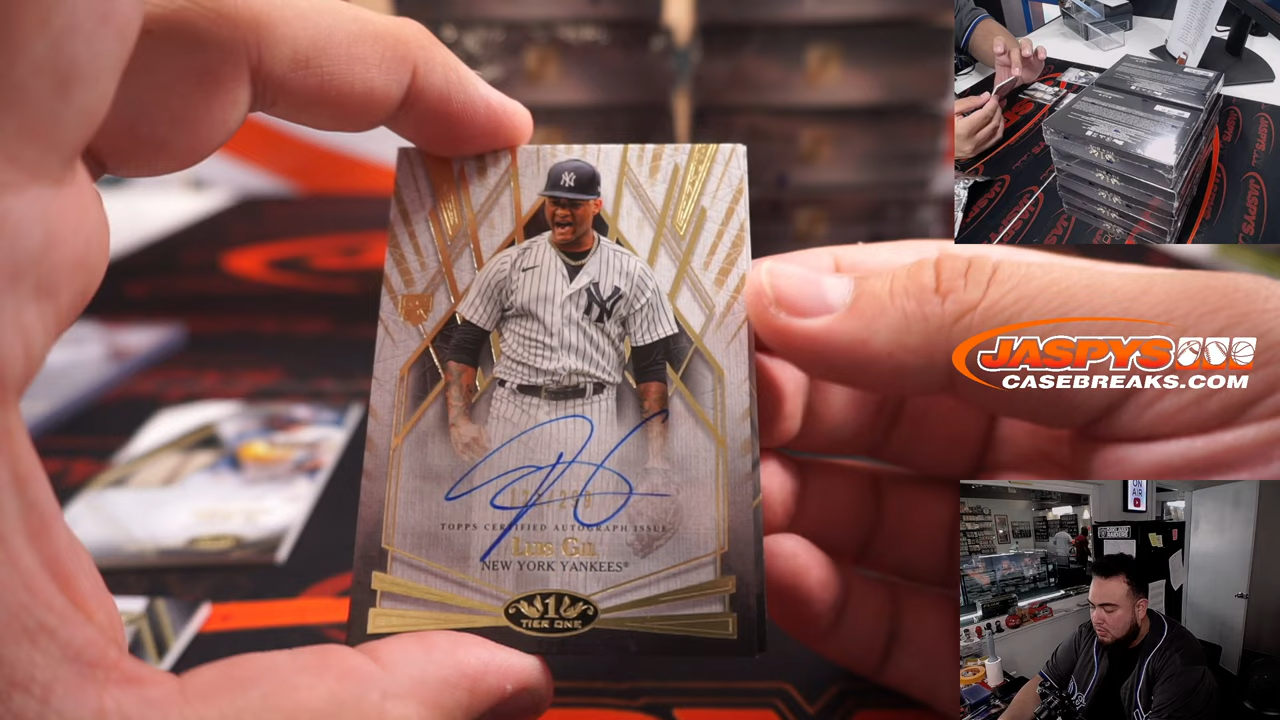 TOPPS CERTIFIED AUTOGRAPH ISSUE
LUIS GIL
NEW YORK YANKEES®
1
TIER ONE
JASPYS
CASEBREAKS.COM
ON
AIR